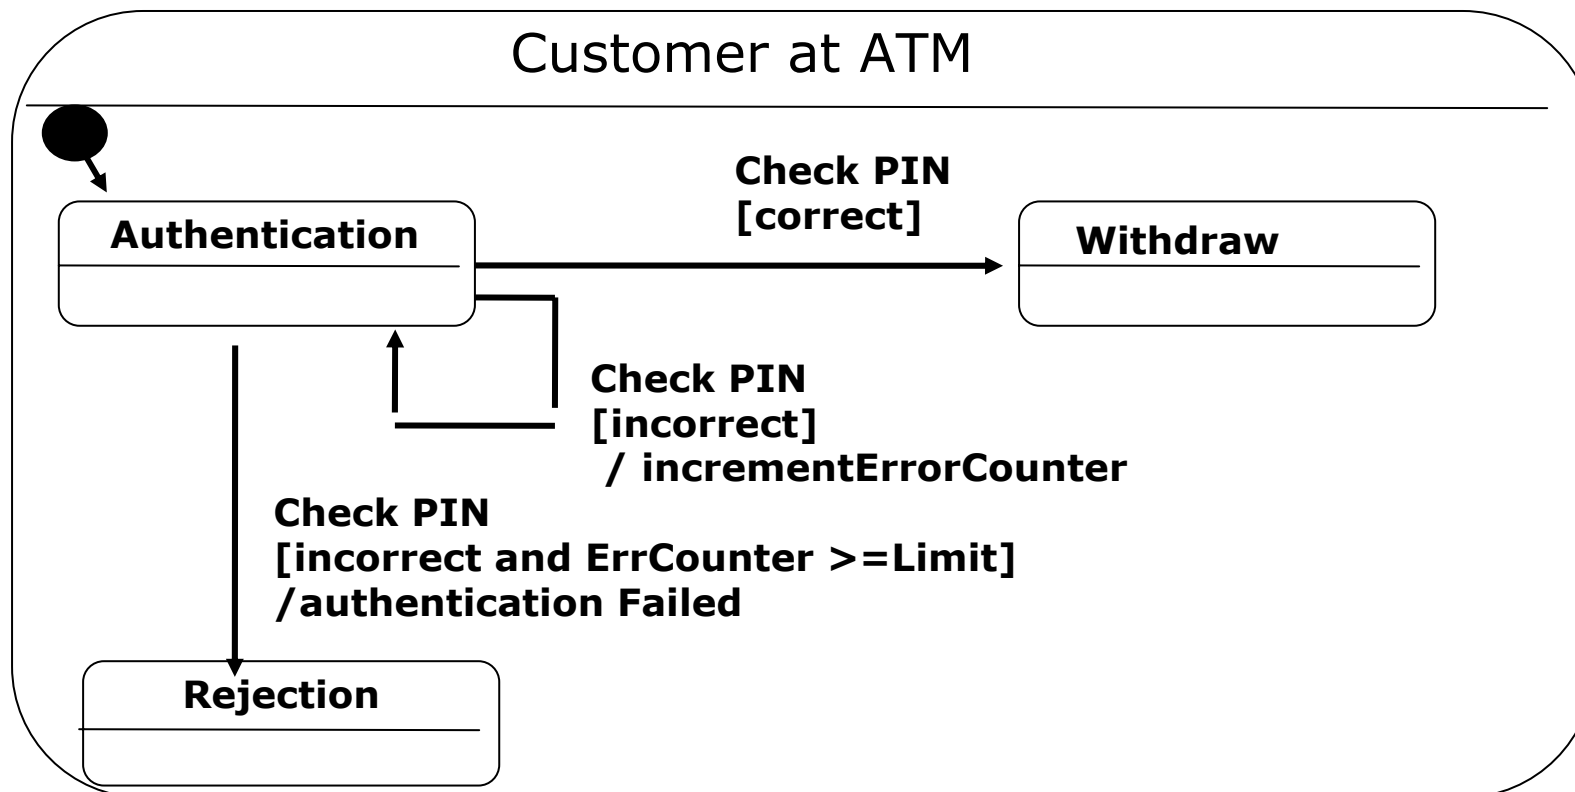 Customer at ATM
Check PIN
[correct]
Authentication
Withdraw
Check PIN
[incorrect]
/ incrementErrorCounter
Check PIN
[incorrect and ErrCounter >=Limit]
/authentication Failed
Rejection